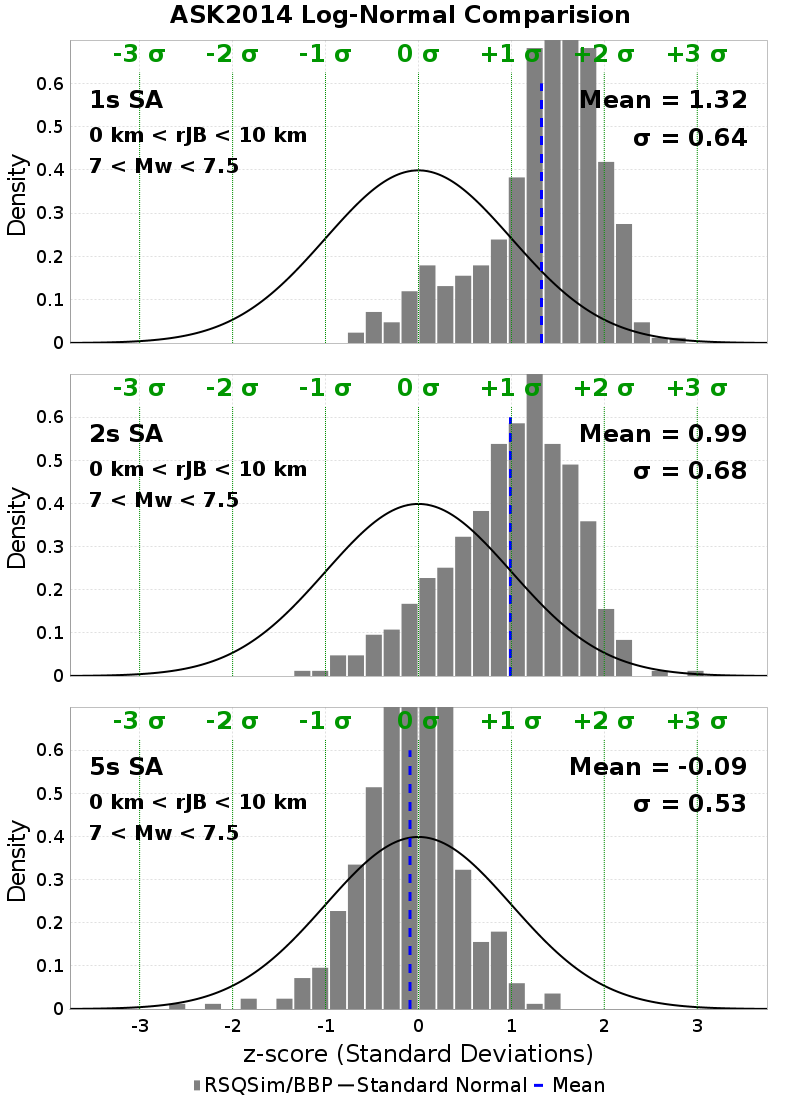 ASK2014 Log-Normal Comparision
-3 σ -2 σ -1 σ 0 σ +1 σ +2 σ +3 σ
1s SA
0 km < rJB < 10 km
7 < Mw < 7.5
Mean = 1.32
σ = 0.64
Density
0.6
0.5
0.4
0.3
0.2
0.1
0
-3 σ -2 σ -1 σ 0 σ +1 σ +2 σ +3 σ
2s SA
0 km < rJB < 10 km
7 < Mw < 7.5
Mean = 0.99
σ = 0.68
Density
0.6
0.5
0.4
0.3
0.2
0.1
0
-3 σ -2 σ -1 σ 0 σ +1 σ +2 σ +3 σ
5s SA
0 km < rJB < 10 km
7 < Mw < 7.5
Mean = -0.09
σ = 0.53
Density
0.6
0.5
0.4
0.3
0.2
0.1
0
-3 -2 -1 0 1 2 3
z-score (Standard Deviations)
RSQSim/BBP Standard Normal Mean